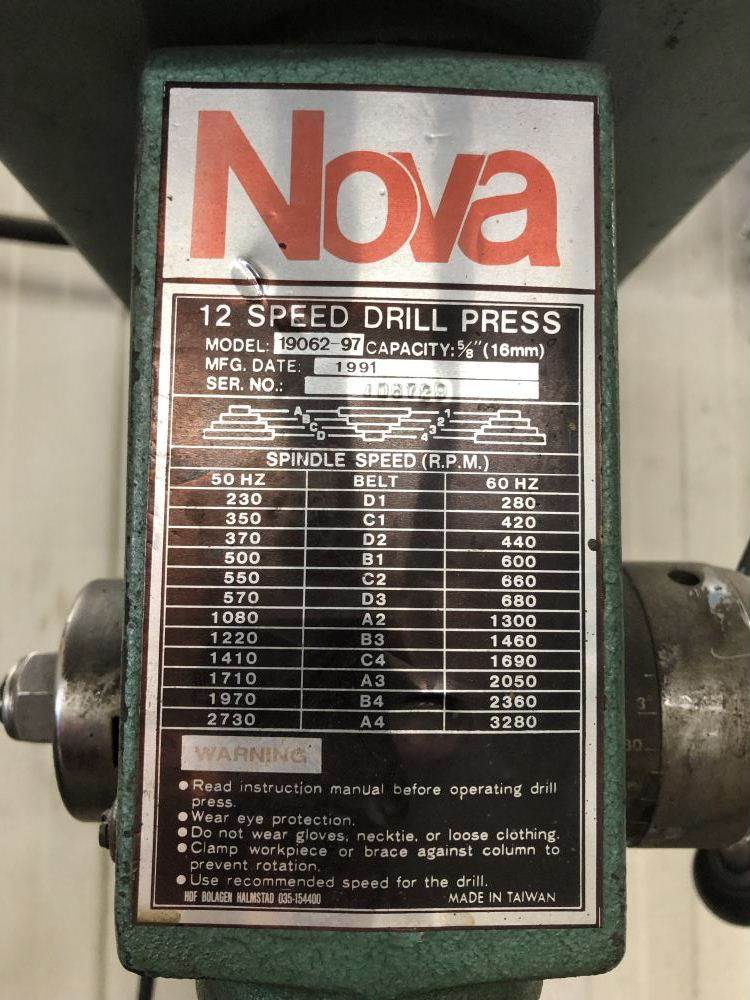 Nova
12 SPEED DRILL PRESS
MODEL: 19062-97 CAPACITY: 5/8" (16mm)
MFG. DATE: 1991
SER. NO.:
A 1
B 2
C 3
D 4
SPINDLE SPEED (R.P.M.)
50 HZ BELT 60 HZ
230 D1 280
350 C1 420
370 D2 440
500 B1 600
550 C2 660
570 D3 680
1080 A2 1300
1220 B3 1460
1410 C4 1690
1710 A3 2050
1970 B4 2360
2730 A4 3280
WARNING
● Read instruction manual before operating drill
press.
● Wear eye protection.
● Do not wear gloves, necktie, or loose clothing.
● Clamp workpiece or brace against column to
prevent rotation.
● Use recommended speed for the drill.
HDF BOLAGEN HALMSTAD 035-154400 MADE IN TAIWAN